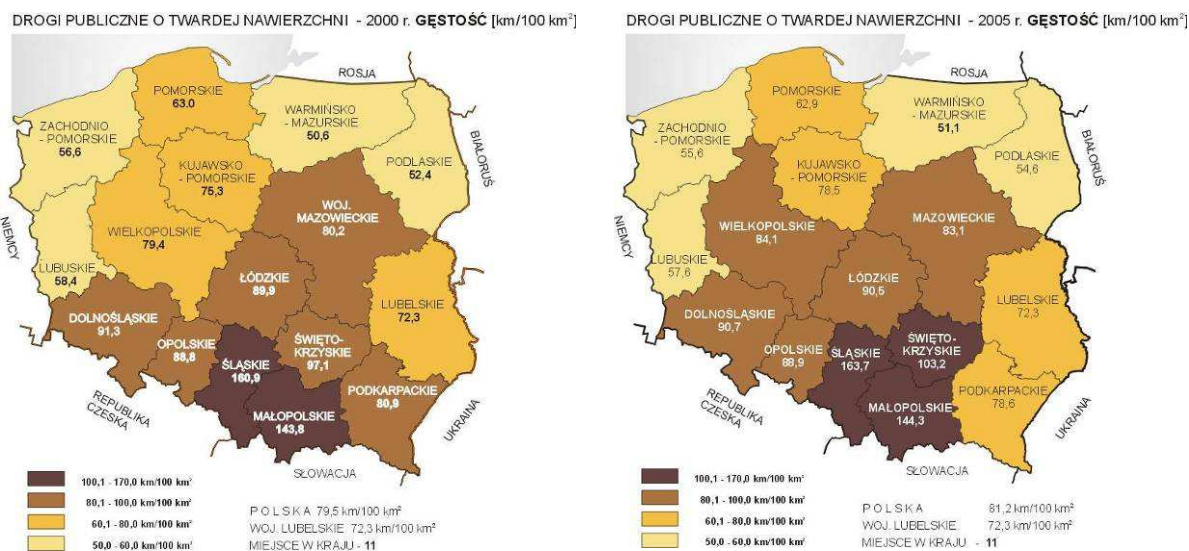 DROGI PUBLICZNE O TWARDEJ NAWIERZCHNI - 2000 r. GĘSTOŚĆ [km/100 km²]
ROSJA
POMORSKIE
63.0
WARMIŃSKO
- MAZURSKIE
50,6
ZACHODNIO
- POMORSKIE
56,6
PODLASKIE
52,4
BIAŁORUŚ
KUJAWSKO
- POMORSKIE
75,3
WOJ.
MAZOWIECKIE
80,2
NIEMCY
WIELKOPOLSKIE
79,4
LUBUSKIE
58,4
ŁÓDZKIE
89,9
LUBELSKIE
72,3
DOLNOŚLĄSKIE
91,3
OPOLSKIE
88,8
ŚLĄSKIE
160,9
ŚWIĘTO-
KRZYSKIE
97,1
PODKARPACKIE
80,9
MAŁOPOLSKIE
143,8
REPUBLIKA
CZESKA
UKRAINA
SŁOWACJA
100,1 - 170,0 km/100 km²
80,1 - 100,0 km/100 km²
60,1 - 80,0 km/100 km²
50,0 - 60,0 km/100 km²
POLSKA 79,5 km/100 km²
WOJ. LUBELSKIE 72,3 km/100 km²
MIEJSCE W KRAJU - 11
DROGI PUBLICZNE O TWARDEJ NAWIERZCHNI - 2005 r. GĘSTOŚĆ [km/100 km²]
ROSJA
POMORSKIE
62,9
WARMIŃSKO
- MAZURSKIE
51,1
ZACHODNIO
- POMORSKIE
55,6
PODLASKIE
54,6
BIAŁORUŚ
KUJAWSKO
- POMORSKIE
78,5
MAZOWIECKIE
83,1
NIEMCY
WIELKOPOLSKIE
84,1
LUBUSKIE
57,6
ŁÓDZKIE
90,5
LUBELSKIE
72,3
DOLNOŚLĄSKIE
90,7
OPOLSKIE
88,9
ŚLĄSKIE
163,7
ŚWIĘTO-
KRZYSKIE
103,2
PODKARPACKIE
78,6
MAŁOPOLSKIE
144,3
REPUBLIKA
CZESKA
UKRAINA
SŁOWACJA
100,1 - 170,0 km/100 km²
80,1 - 100,0 km/100 km²
60,1 - 80,0 km/100 km²
50,0 - 60,0 km/100 km²
POLSKA 81,2 km/100 km²
WOJ. LUBELSKIE 72,3 km/100 km²
MIEJSCE W KRAJU - 11